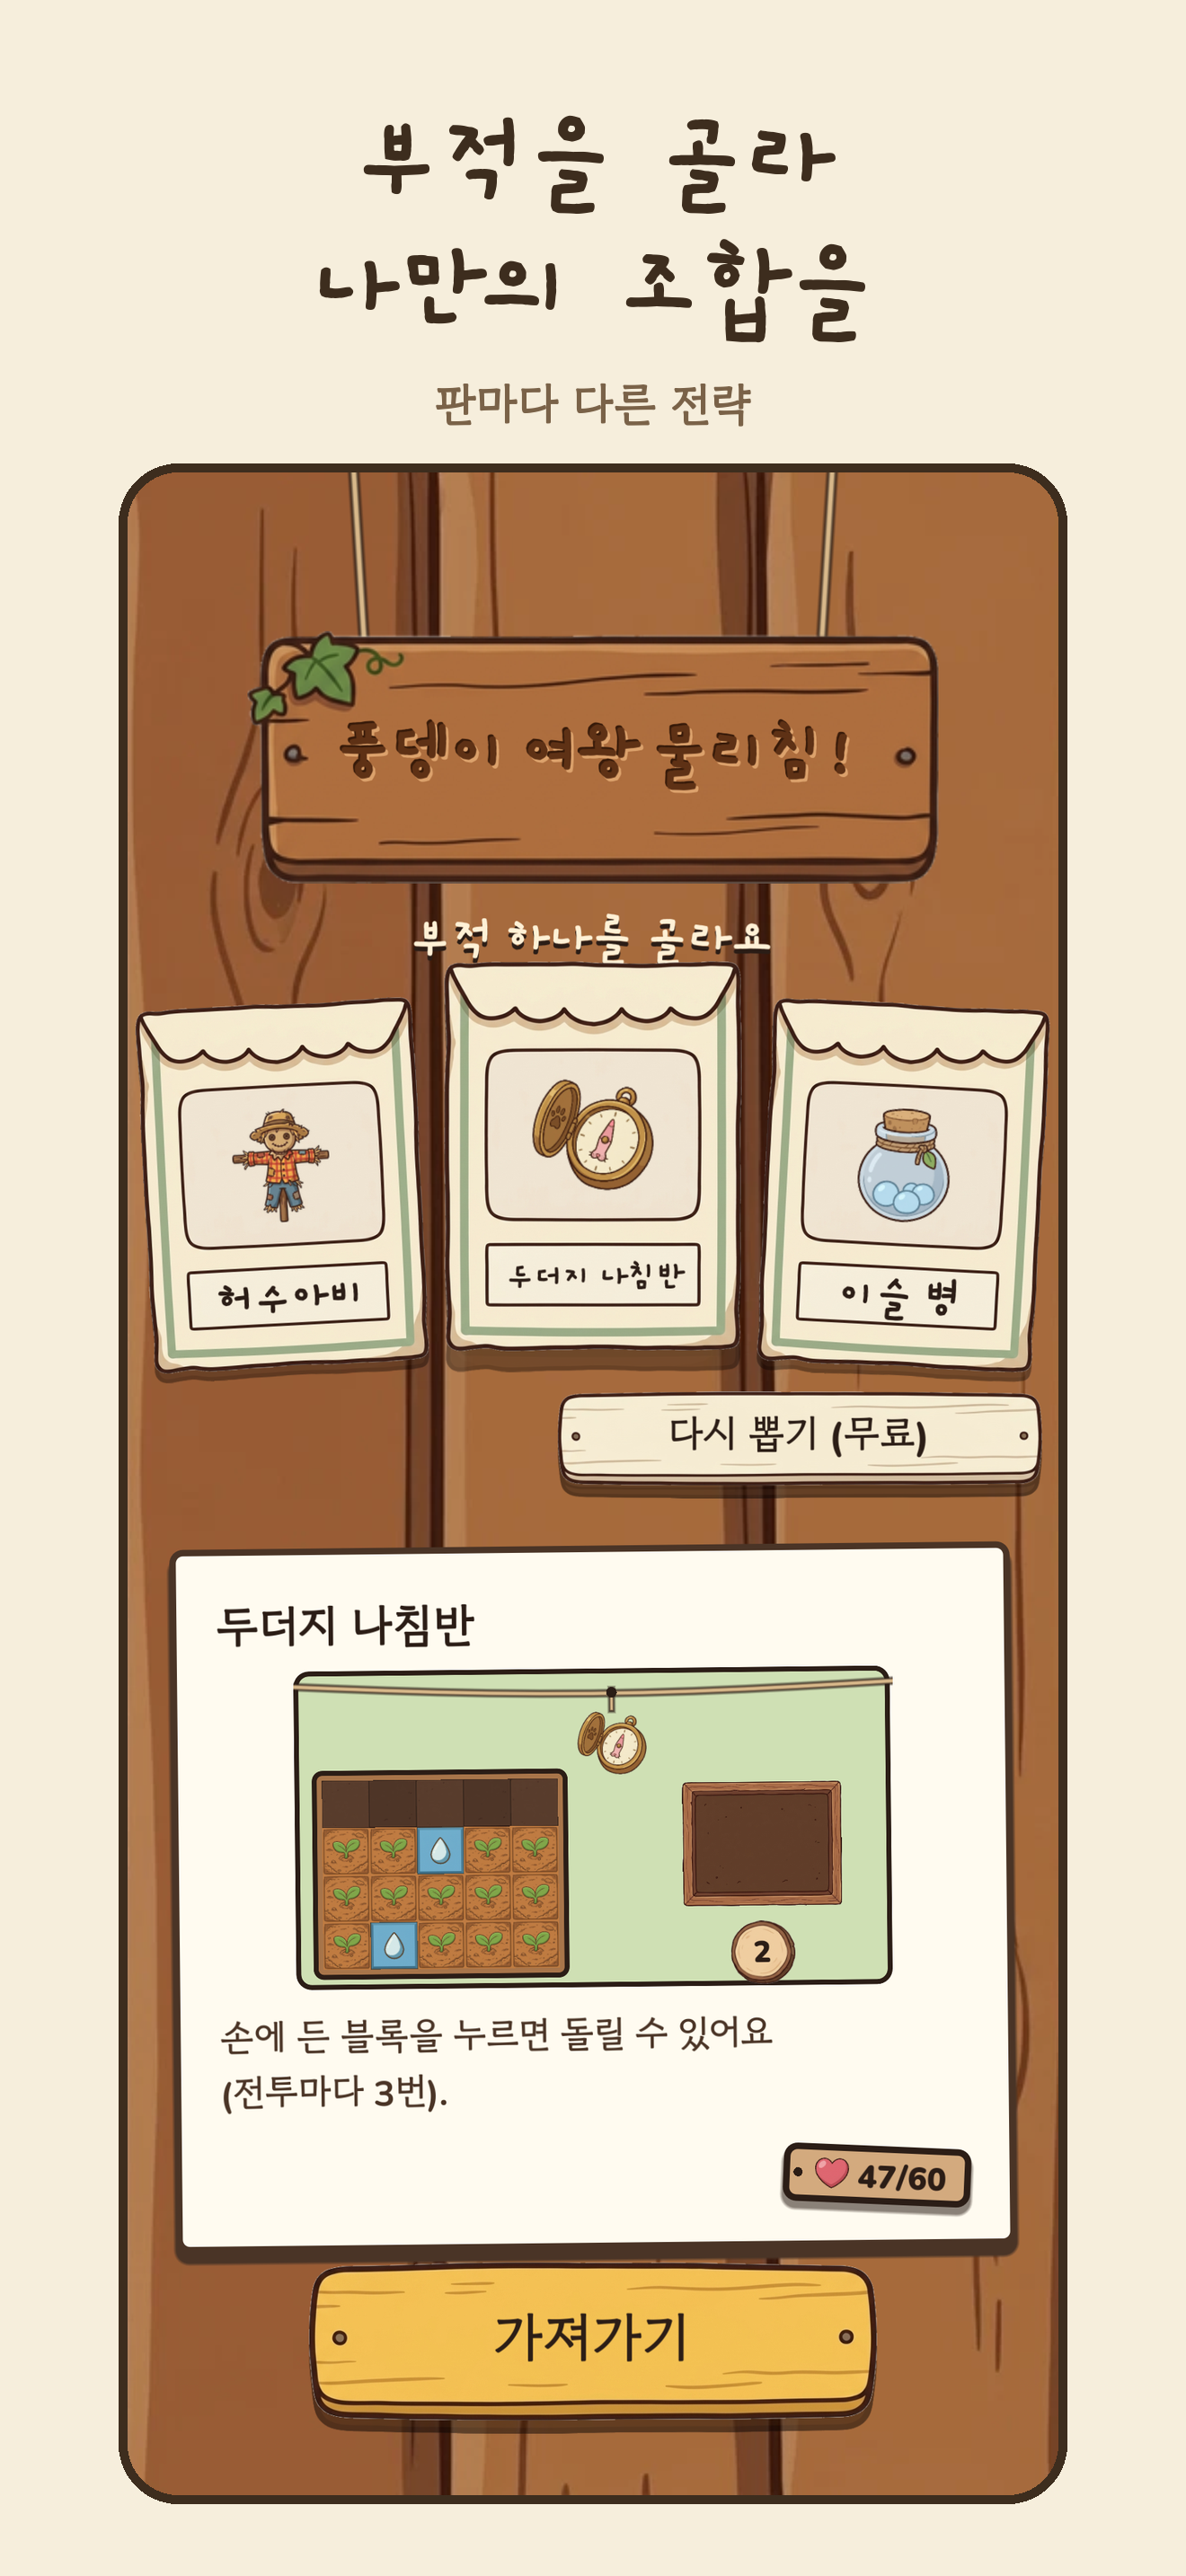 부적을 골라
나만의 조합을
판마다 다른 전략
풍뎅이 여왕 물리침!
부적 하나를 골라요
허수아비
두더지 나침반
이슬 병
다시 뽑기 (무료)
두더지 나침반
2
손에 든 블록을 누르면 돌릴 수 있어요
(전투마다 3번).
47/60
가져가기